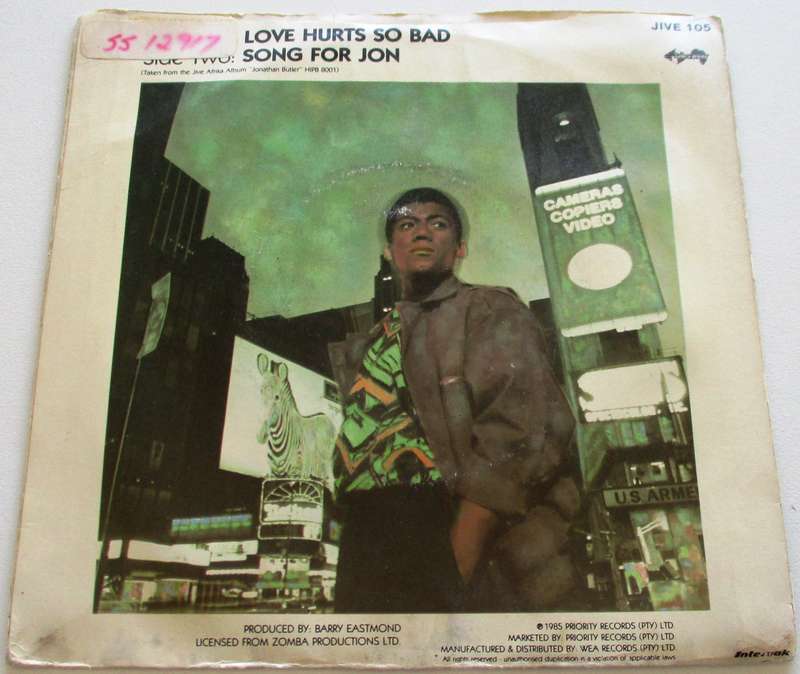 55 12917
LOVE HURTS SO BAD
JIVE 105
Side Two: SONG FOR JON
(Taken from the Jive Afrika Album "Jonathan Butler" HIPB 8001)
CAMERAS
COPIERS
VIDEO
U.S. ARME
PRODUCED BY: BARRY EASTMOND
LICENSED FROM ZOMBA PRODUCTIONS LTD.
℗ 1985 PRIORITY RECORDS (PTY) LTD.
MARKETED BY: PRIORITY RECORDS (PTY) LTD.
MANUFACTURED & DISTRIBUTED BY: WEA RECORDS (PTY) LTD.
* All rights reserved - unauthorised duplication is a violation of applicable laws